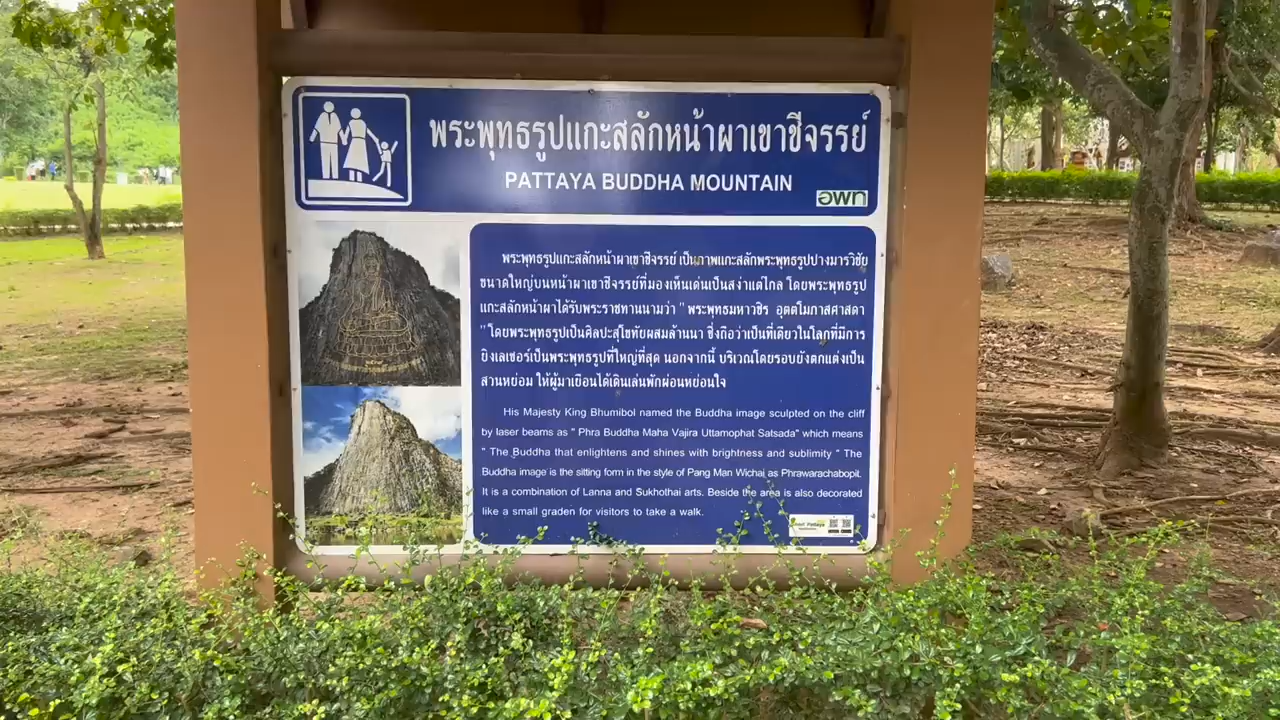 พระพุทธรูปแกะสลักหน้าผาเขาชีจรรย์
PATTAYA BUDDHA MOUNTAIN
อพท
พระพุทธรูปแกะสลักหน้าผาเขาชีจรรย์ เป็นภาพแกะสลักพระพุทธรูปปางมารวิชัย
ขนาดใหญ่บนหน้าผาเขาชีจรรย์ที่มองเห็นเด่นเป็นสง่าแต่ไกล โดยพระพุทธรูป
แกะสลักหน้าผาได้รับพระราชทานนามว่า " พระพุทธมหาวชิร อุตตโมภาสศาสดา
" โดยพระพุทธรูปเป็นศิลปะสุโขทัยผสมล้านนา ซึ่งถือว่าเป็นที่เดียวในโลกที่มีการ
ยิงเลเซอร์เป็นพระพุทธรูปที่ใหญ่ที่สุด นอกจากนี้ บริเวณโดยรอบยังตกแต่งเป็น
สวนหย่อม ให้ผู้มาเยือนได้เดินเล่นพักผ่อนหย่อนใจ
His Majesty King Bhumibol named the Buddha image sculpted on the cliff
by laser beams as " Phra Buddha Maha Vajira Uttamophat Satsada" which means
" The Buddha that enlightens and shines with brightness and sublimity " The
Buddha image is the sitting form in the style of Pang Man Wichai as Phrawarachabopit.
It is a combination of Lanna and Sukhothai arts. Beside the area is also decorated
like a small graden for visitors to take a walk.
Pattaya